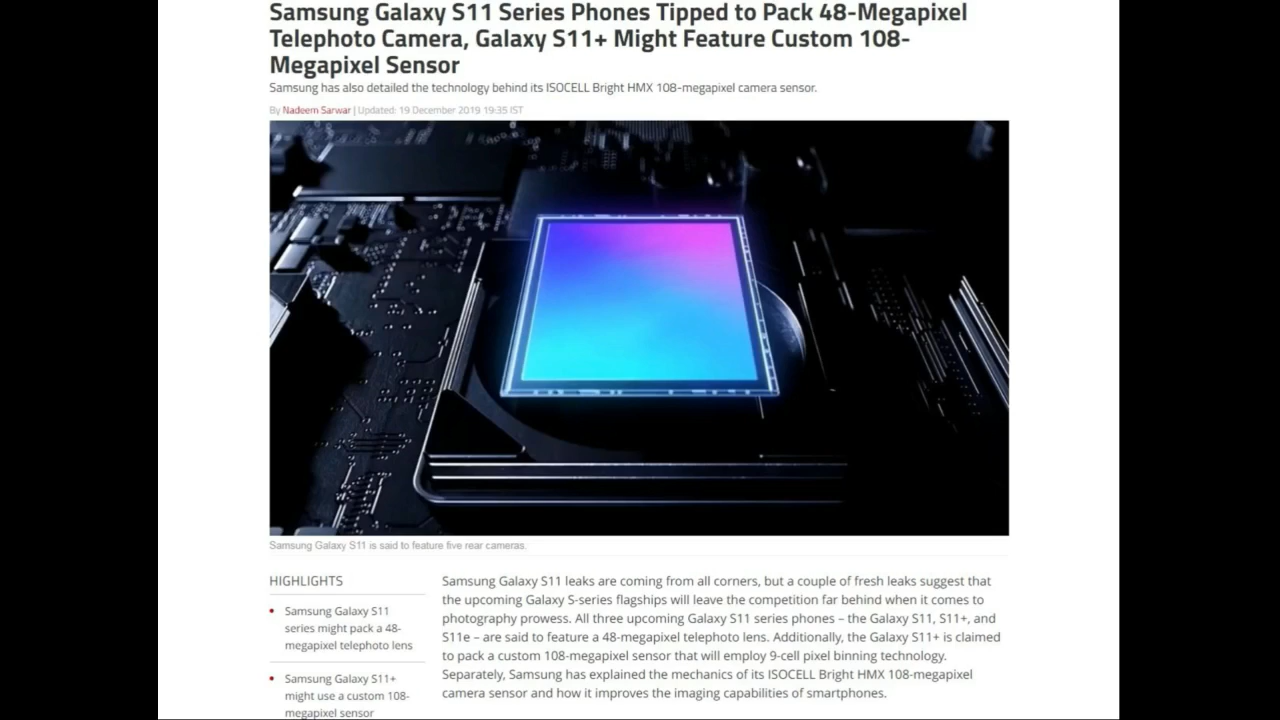 Samsung Galaxy S11 Series Phones Tipped to Pack 48-Megapixel
Telephoto Camera, Galaxy S11+ Might Feature Custom 108-
Megapixel Sensor
Samsung has also detailed the technology behind its ISOCELL Bright HMX 108-megapixel camera sensor.
By Nadeem Sarwar | Updated: 19 December 2019 19:35 IST
Samsung Galaxy S11 is said to feature five rear cameras.
HIGHLIGHTS
Samsung Galaxy S11
series might pack a 48-
megapixel telephoto lens
Samsung Galaxy S11+
might use a custom 108-
megapixel sensor
Samsung Galaxy S11 leaks are coming from all corners, but a couple of fresh leaks suggest that
the upcoming Galaxy S-series flagships will leave the competition far behind when it comes to
photography prowess. All three upcoming Galaxy S11 series phones – the Galaxy S11, S11+, and
S11e – are said to feature a 48-megapixel telephoto lens. Additionally, the Galaxy S11+ is claimed
to pack a custom 108-megapixel sensor that will employ 9-cell pixel binning technology.
Separately, Samsung has explained the mechanics of its ISOCELL Bright HMX 108-megapixel
camera sensor and how it improves the imaging capabilities of smartphones.